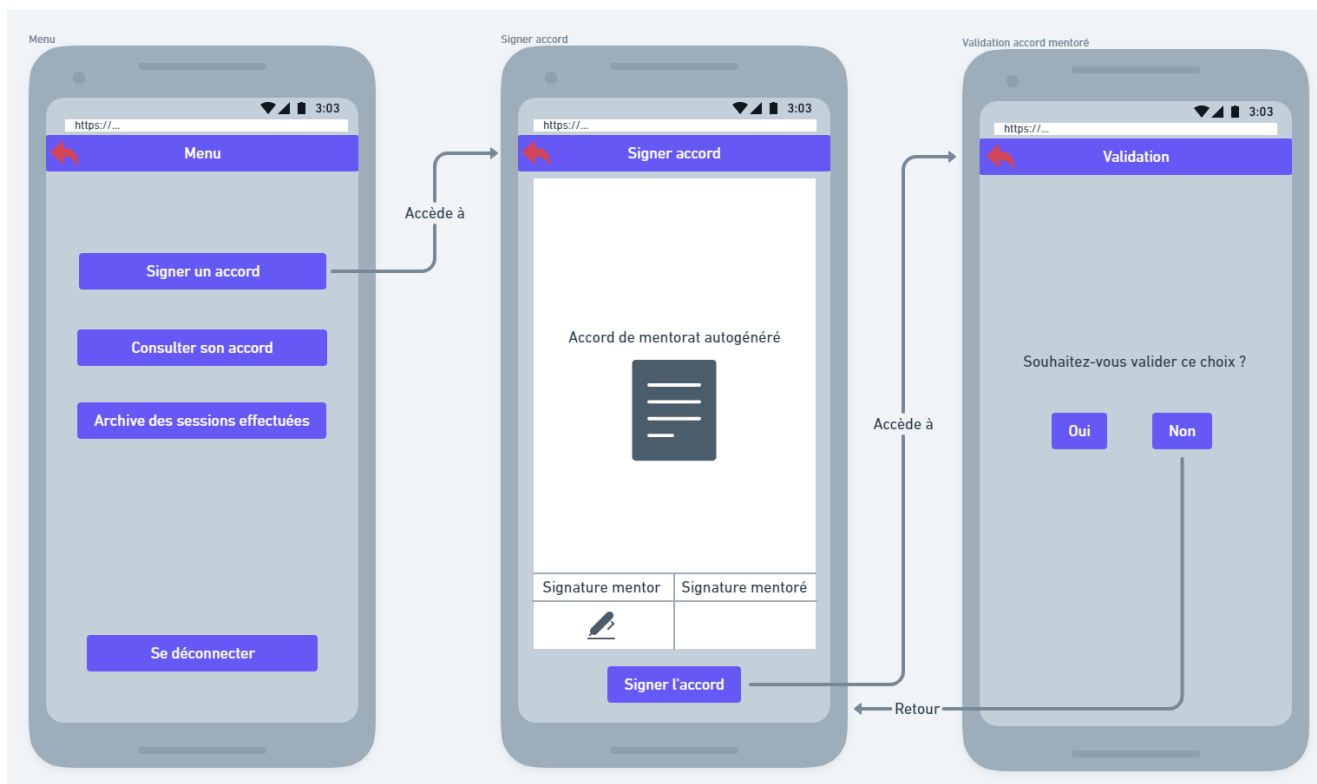 Menu
3:03
https://...
Menu
Signer un accord
Consulter son accord
Archive des sessions effectuées
Se déconnecter
Accède à
Signer accord
3:03
https://...
Signer accord
Accord de mentorat autogénéré
Signature mentor
Signature mentoré
Signer l'accord
Accède à
Retour
Validation accord mentoré
3:03
https://...
Validation
Souhaitez-vous valider ce choix ?
Oui
Non